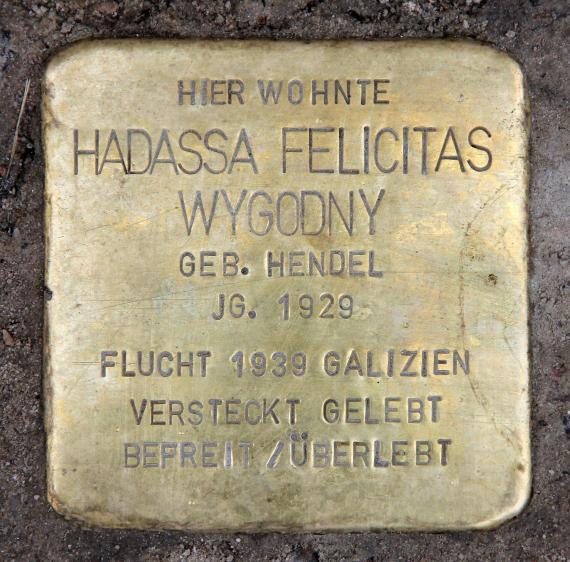 HIER WOHNTE
HADASSA FELICITAS
WYGODNY
GEB. HENDEL
JG. 1929
FLUCHT 1939 GALIZIEN
VERSTECKT GELEBT
BEFREIT / ÜBERLEBT